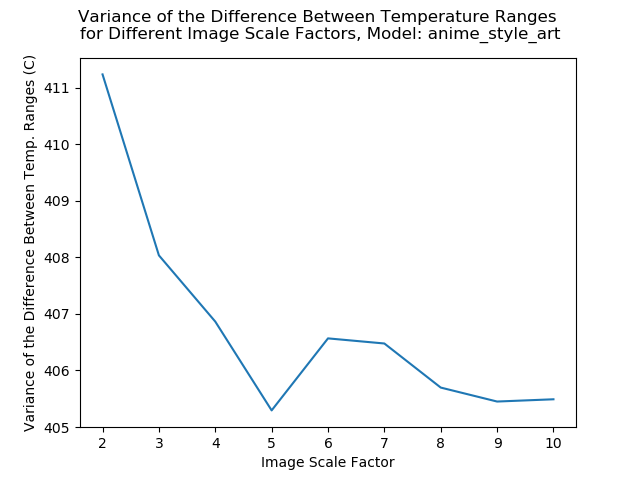 Variance of the Difference Between Temperature Ranges
for Different Image Scale Factors, Model: anime_style_art
Variance of the Difference Between Temp. Ranges (C)
411
410
409
408
407
406
405
2 3 4 5 6 7 8 9 10
Image Scale Factor